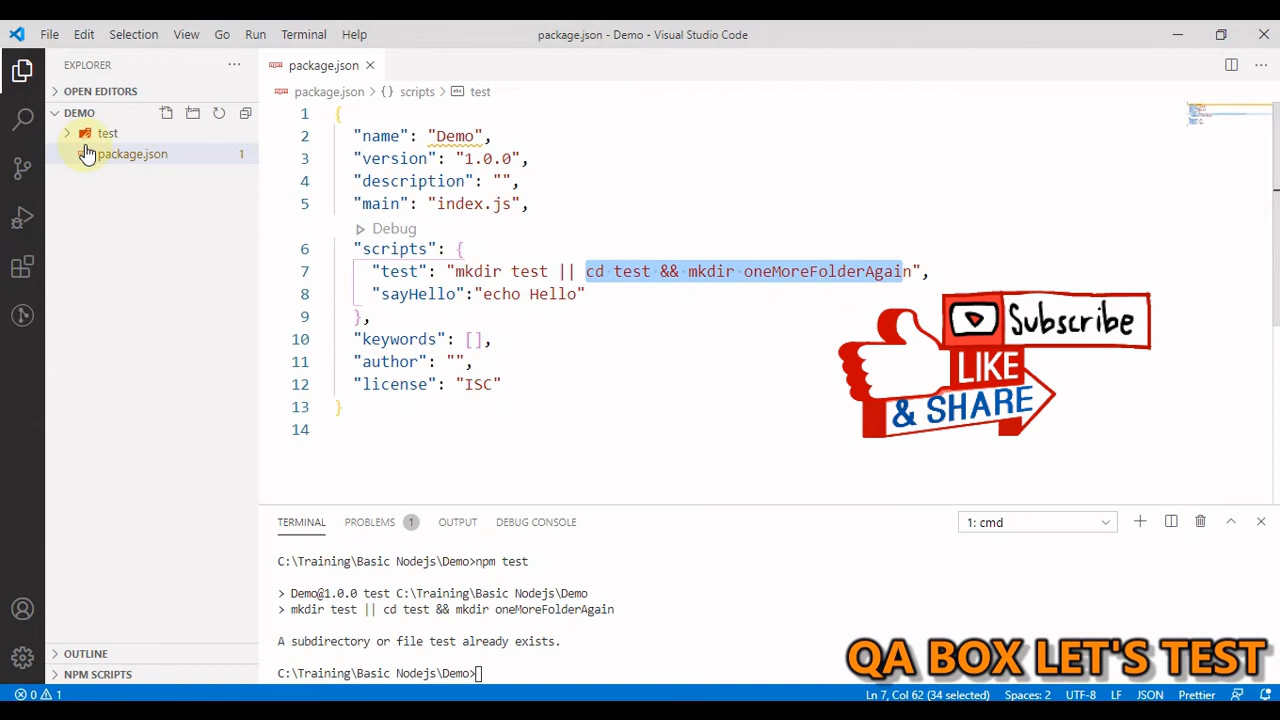 File Edit Selection View Go Run Terminal Help package.json - Demo - Visual Studio Code
EXPLORER
OPEN EDITORS
DEMO
test
package.json 1
package.json
package.json > {} scripts > test
1 {
2 "name": "Demo",
3 "version": "1.0.0",
4 "description": "",
5 "main": "index.js",
Debug
6 "scripts": {
7 "test": "mkdir test || cd test && mkdir oneMoreFolderAgain",
8 "sayHello":"echo Hello"
9 },
10 "keywords": [],
11 "author": "",
12 "license": "ISC"
13 }
14
Subscribe
LIKE
& SHARE
TERMINAL PROBLEMS 1 OUTPUT DEBUG CONSOLE 1: cmd
C:\Training\Basic Nodejs\Demo>npm test
> Demo@1.0.0 test C:\Training\Basic Nodejs\Demo
> mkdir test || cd test && mkdir oneMoreFolderAgain
A subdirectory or file test already exists.
C:\Training\Basic Nodejs\Demo>
OUTLINE
NPM SCRIPTS
QA BOX LET'S TEST
0 1 Ln 7, Col 62 (34 selected) Spaces: 2 UTF-8 LF JSON Prettier